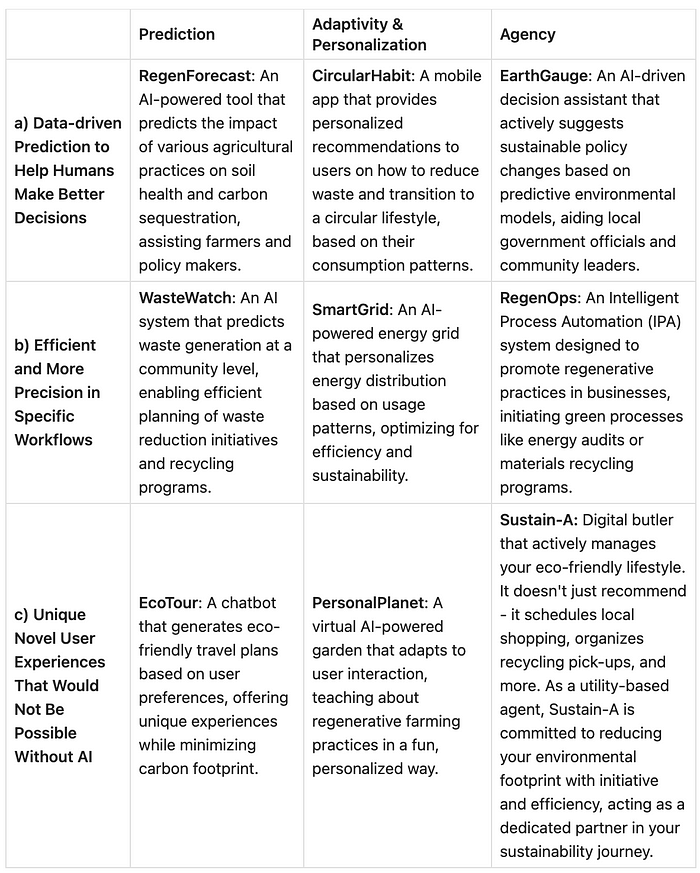 Prediction
Adaptivity &
Personalization
Agency
a) Data-driven
Prediction to
Help Humans
Make Better
Decisions
RegenForecast: An
AI-powered tool that
predicts the impact
of various agricultural
practices on soil
health and carbon
sequestration,
assisting farmers and
policy makers.
CircularHabit: A mobile
app that provides
personalized
recommendations to
users on how to reduce
waste and transition to
a circular lifestyle,
based on their
consumption patterns.
EarthGauge: An AI-driven
decision assistant that
actively suggests
sustainable policy
changes based on
predictive environmental
models, aiding local
government officials and
community leaders.
b) Efficient
and More
Precision in
Specific
Workflows
WasteWatch: An AI
system that predicts
waste generation at a
community level,
enabling efficient
planning of waste
reduction initiatives
and recycling
programs.
SmartGrid: An AI-
powered energy grid
that personalizes
energy distribution
based on usage
patterns, optimizing for
efficiency and
sustainability.
RegenOps: An Intelligent
Process Automation (IPA)
system designed to
promote regenerative
practices in businesses,
initiating green processes
like energy audits or
materials recycling
programs.
c) Unique
Novel User
Experiences
That Would
Not Be
Possible
Without AI
EcoTour: A chatbot
that generates eco-
friendly travel plans
based on user
preferences, offering
unique experiences
while minimizing
carbon footprint.
PersonalPlanet: A
virtual AI-powered
garden that adapts to
user interaction,
teaching about
regenerative farming
practices in a fun,
personalized way.
Sustain-A: Digital butler
that actively manages
your eco-friendly lifestyle.
It doesn't just recommend
- it schedules local
shopping, organizes
recycling pick-ups, and
more. As a utility-based
agent, Sustain-A is
committed to reducing
your environmental
footprint with initiative
and efficiency, acting as a
dedicated partner in your
sustainability journey.